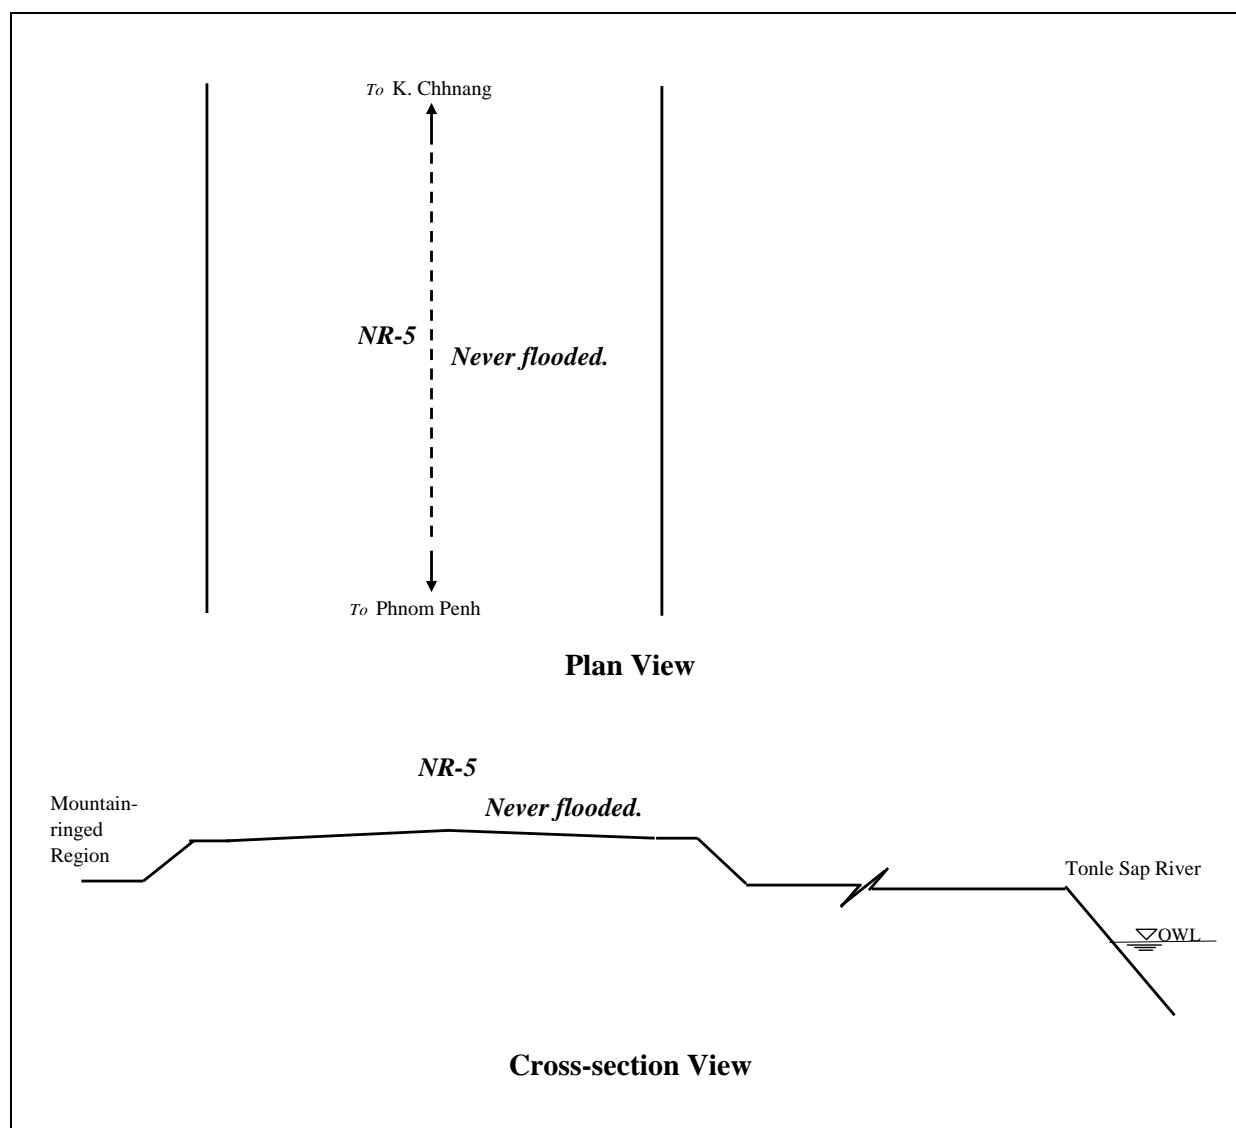 To K. Chhnang
NR-5
Never flooded.
To Phnom Penh
Plan View
NR-5
Never flooded.
Mountain-
ringed
Region
Tonle Sap River
OWL
Cross-section View